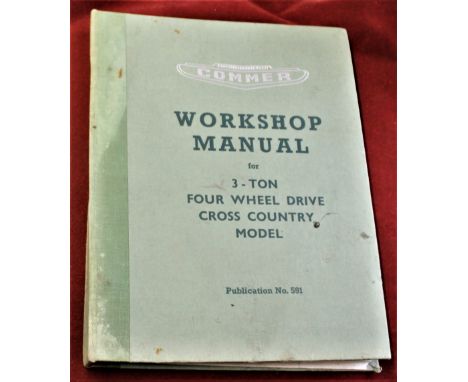 COMMER
WORKSHOP
MANUAL
for
3-TON
FOUR WHEEL DRIVE
CROSS COUNTRY
MODEL
Publication No. 591